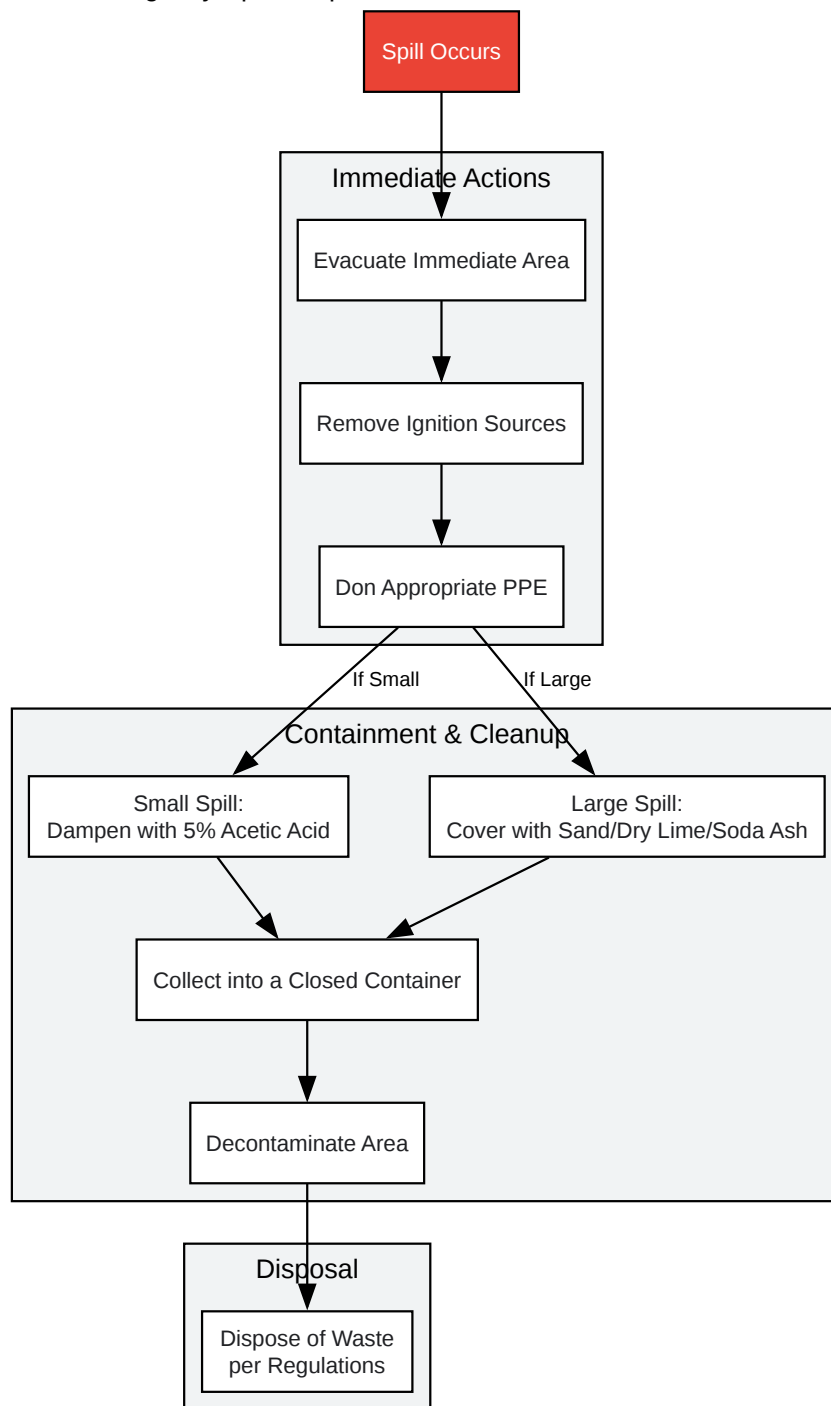 Spill Occurs
Immediate Actions
Evacuate Immediate Area
Remove Ignition Sources
Don Appropriate PPE
If Small
If Large
Containment & Cleanup
Small Spill:
Dampen with 5% Acetic Acid
Large Spill:
Cover with Sand/Dry Lime/Soda Ash
Collect into a Closed Container
Decontaminate Area
Disposal
Dispose of Waste
per Regulations